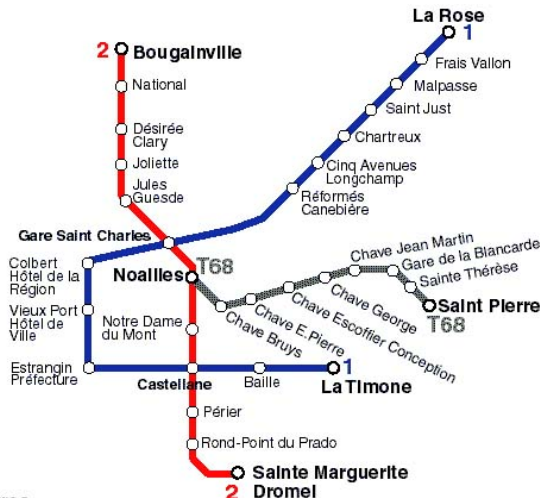 La Rose
1
2 Bougainville
Frais Vallon
National
Malpasse
Saint Just
Désirée
Clary
Chartreux
Joliette
Cinq Avenues
Longchamp
Jules
Guesde
Réformés
Canebière
Gare Saint Charles
Colbert
Hôtel de la
Région
Noailles
T68
Chave Jean Martin
Gare de la Blancarde
Sainte Thérèse
Saint Pierre
T68
Vieux Port
Hôtel de
Ville
Notre Dame
du Mont
Chave Bruys
Chave E.Pierre
Chave Escoffier Conception
Chave George
Estrangin
Préfecture
Castellane
Baille
1
La Timone
Périer
Rond-Point du Prado
Sainte Marguerite
2 Dromel